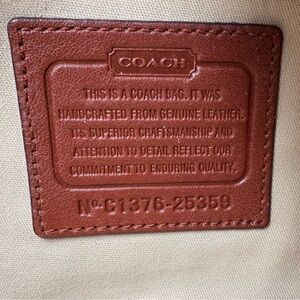 COACH
THIS IS A COACH BAG. IT WAS
HANDCRAFTED FROM GENUINE LEATHER.
ITS SUPERIOR CRAFTSMANSHIP AND
ATTENTION TO DETAIL REFLECT OUR
COMMITMENT TO ENDURING QUALITY.
Nº C1376-25359